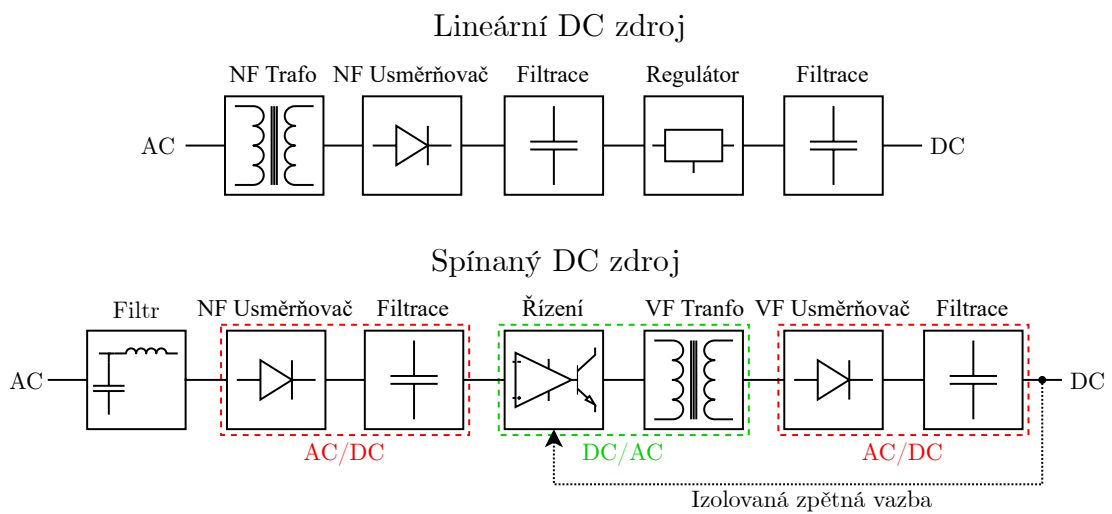 Lineární DC zdroj
NF Trafo NF Usměrňovač Filtrace Regulátor Filtrace
AC DC
Spínaný DC zdroj
Filtr NF Usměrňovač Filtrace Řízení VF Tranfo VF Usměrňovač Filtrace
AC DC
AC/DC DC/AC AC/DC
Izolovaná zpětná vazba